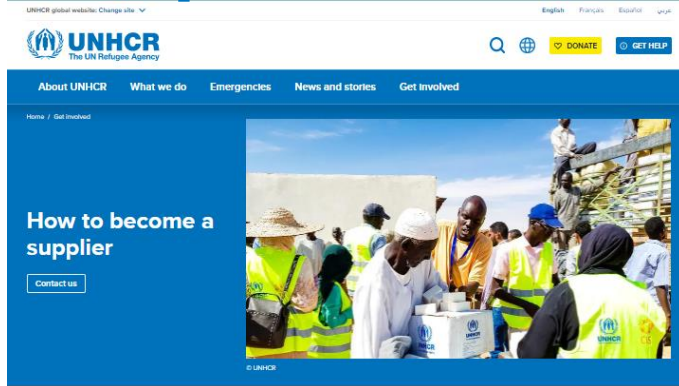 UNHCR global website: Change site
English Français Español عربي
UNHCR
The UN Refugee Agency
DONATE
GET HELP
About UNHCR What we do Emergencies News and stories Get involved
Home / Get involved
How to become a
supplier
Contact us
UNHCR
UNHCR
© UNHCR